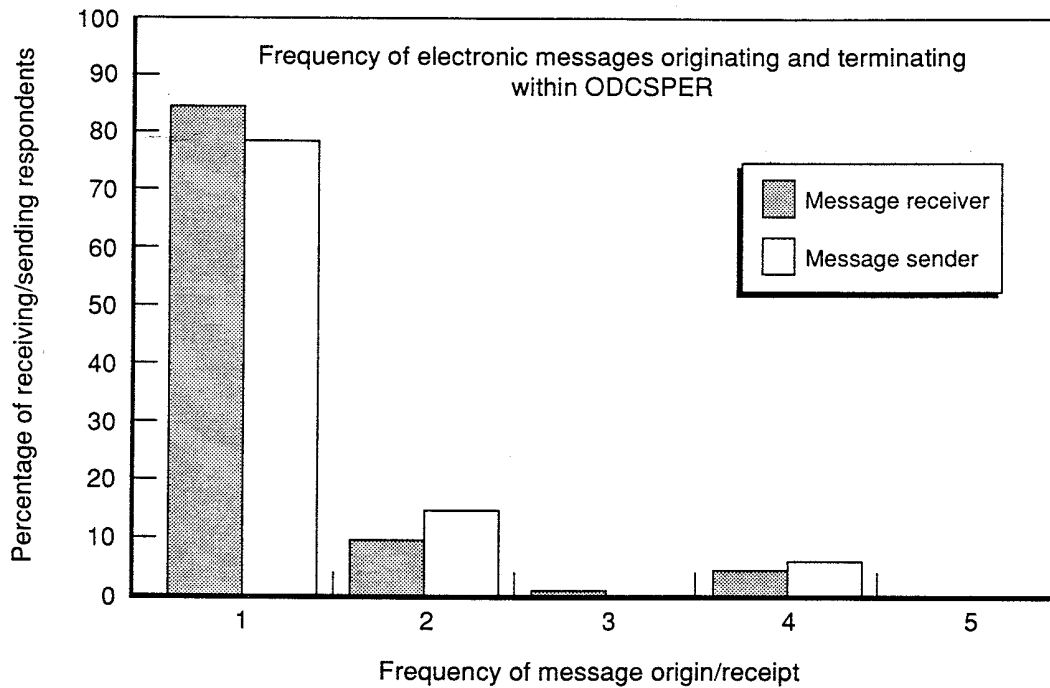 Frequency of electronic messages originating and terminating
within ODCSPER
Percentage of receiving/sending respondents
100
90
80
70
60
50
40
30
20
10
0
Message receiver
Message sender
1 2 3 4 5
Frequency of message origin/receipt